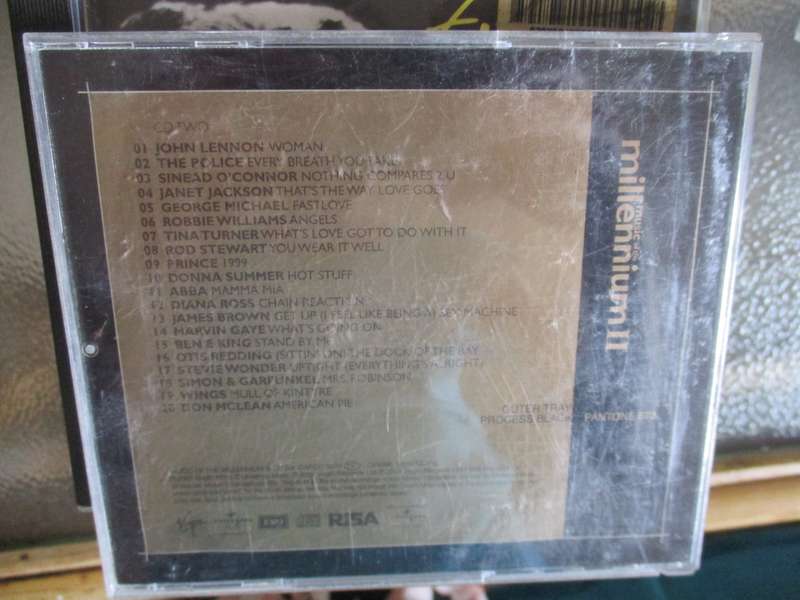 CD TWO
01 JOHN LENNON WOMAN
02 THE POLICE EVERY BREATH YOU TAKE
03 SINEAD O'CONNOR NOTHING COMPARES 2 U
04 JANET JACKSON THAT'S THE WAY LOVE GOES
05 GEORGE MICHAEL FASTLOVE
06 ROBBIE WILLIAMS ANGELS
07 TINA TURNER WHAT'S LOVE GOT TO DO WITH IT
08 ROD STEWART YOU WEAR IT WELL
09 PRINCE 1999
10 DONNA SUMMER HOT STUFF
11 ABBA MAMMA MIA
12 DIANA ROSS CHAIN REACTION
13 JAMES BROWN GET UP (I FEEL LIKE BEING A) SEX MACHINE
14 MARVIN GAYE WHAT'S GOING ON
15 BEN E KING STAND BY ME
16 OTIS REDDING (SITTIN' ON) THE DOCK OF THE BAY
17 STEVIE WONDER UPTIGHT (EVERYTHING'S ALRIGHT)
18 SIMON & GARFUNKEL MRS. ROBINSON
19 WINGS MULL OF KINTYRE
20 DON MCLEAN AMERICAN PIE
music of the
millennium II
OUTER TRAY
PROCESS BLACK PANTONE
Virgin EMI RISA